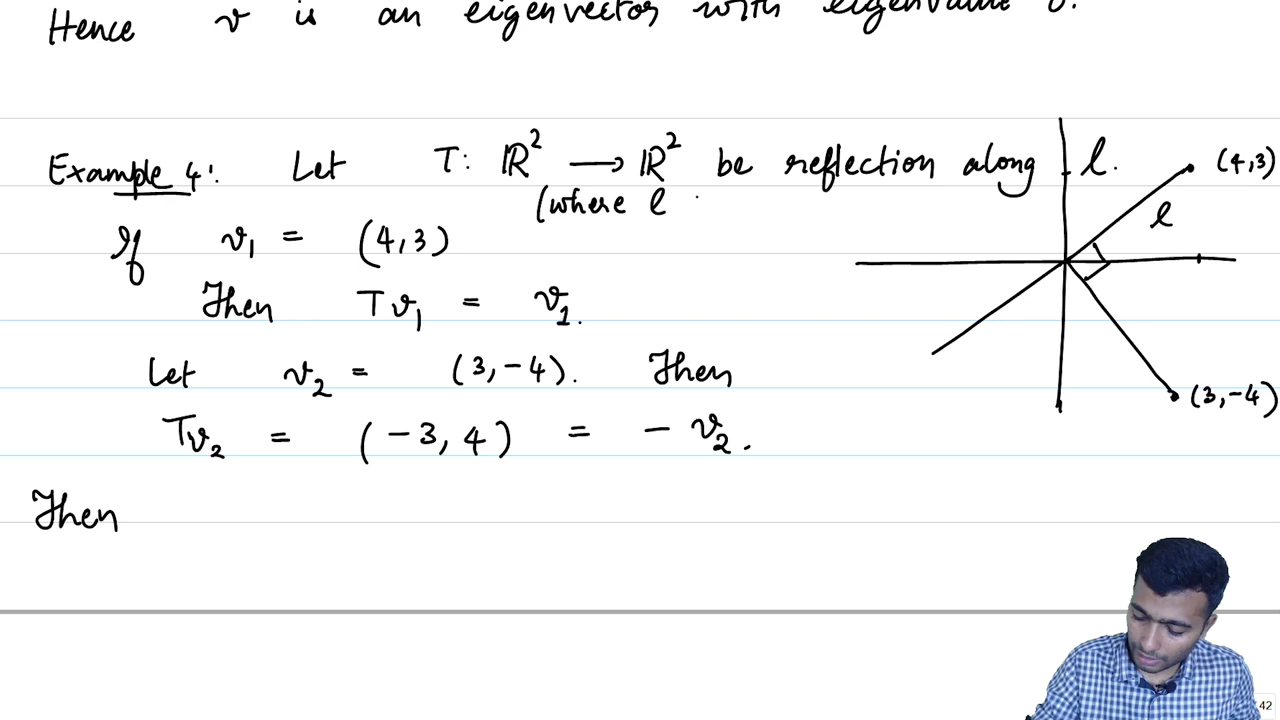 Hence v is an eigenvector with eigenvalue 0.
Example 4: Let T: ℝ² → ℝ² be reflection along l.
(where l
If v₁ = (4,3)
Then Tv₁ = v₁.
Let v₂ = (3,-4). Then
Tv₂ = (-3, 4) = - v₂.
Then
(4,3)
l
(3,-4)
42